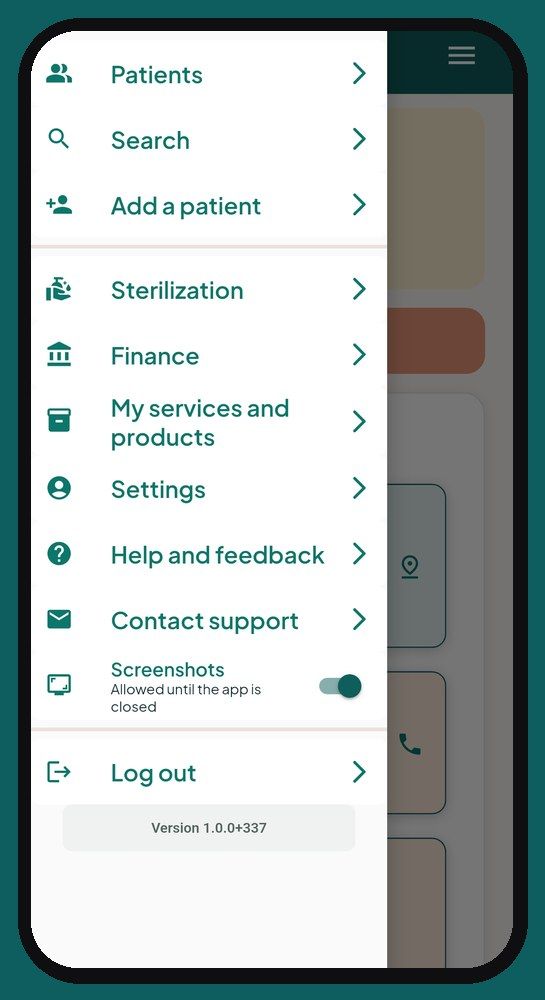 Patients
Search
Add a patient
Sterilization
Finance
My services and
products
Settings
Help and feedback
Contact support
Screenshots
Allowed until the app is
closed
Log out
Version 1.0.0+337